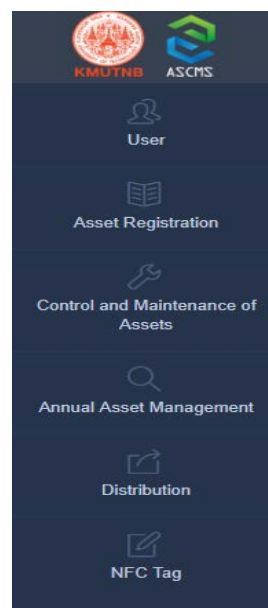 KMUTNB ASCMS
User
Asset Registration
Control and Maintenance of
Assets
Annual Asset Management
Distribution
NFC Tag